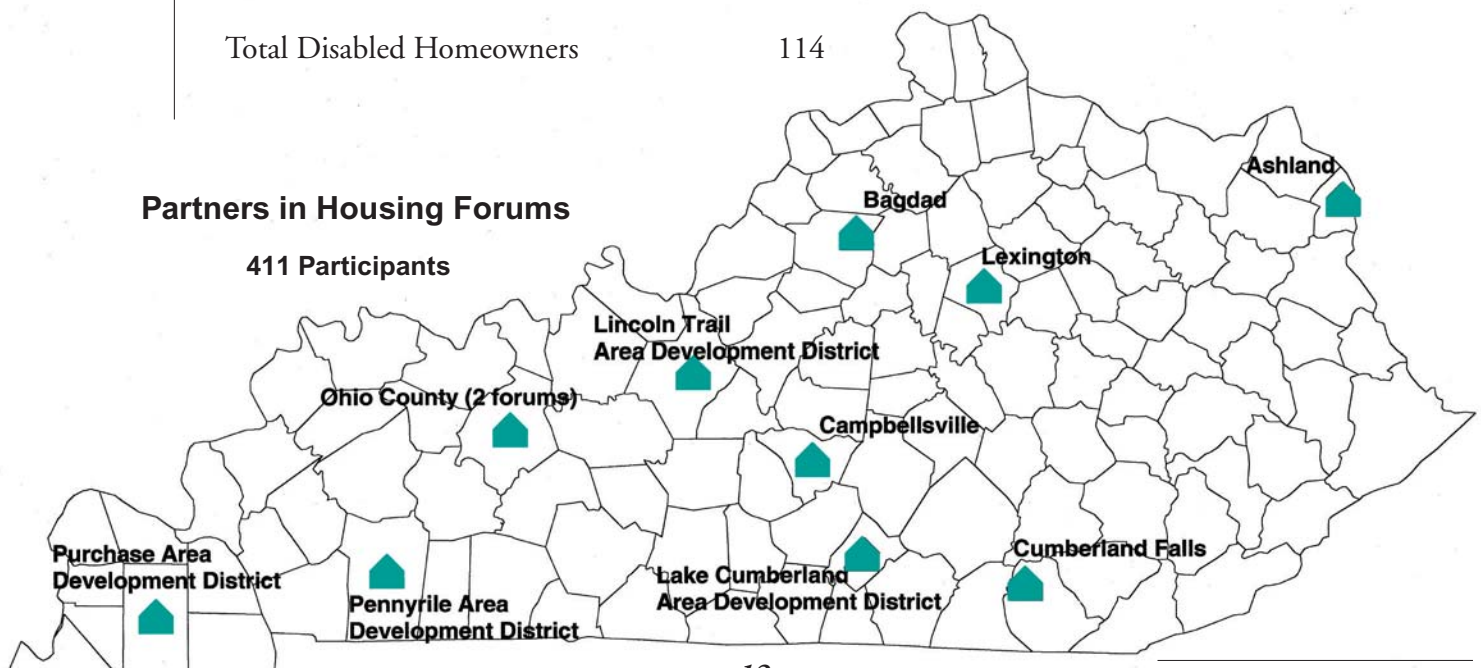 Total Disabled Homeowners 114
Partners in Housing Forums
411 Participants
Ashland
Bagdad
Lexington
Lincoln Trail
Area Development District
Ohio County (2 forums)
Campbellsville
Purchase Area
Development District
Pennyrile Area
Development District
Lake Cumberland
Area Development District
Cumberland Falls